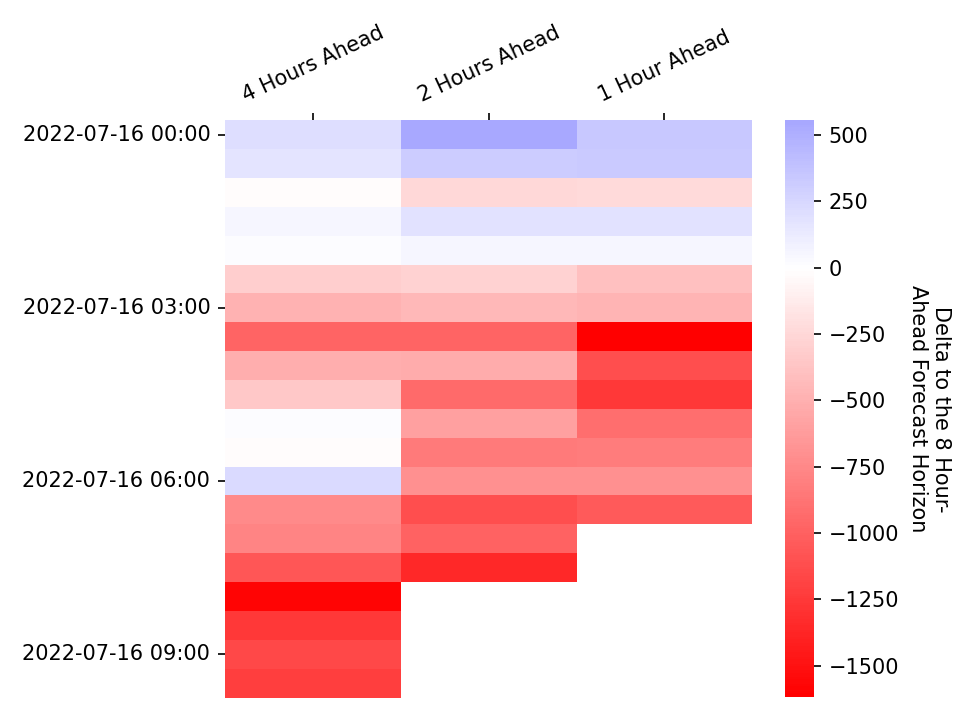 4 Hours Ahead
2 Hours Ahead
1 Hour Ahead
2022-07-16 00:00
2022-07-16 03:00
2022-07-16 06:00
2022-07-16 09:00
500
250
0
−250
−500
−750
−1000
−1250
−1500
Delta to the 8 Hour-
Ahead Forecast Horizon